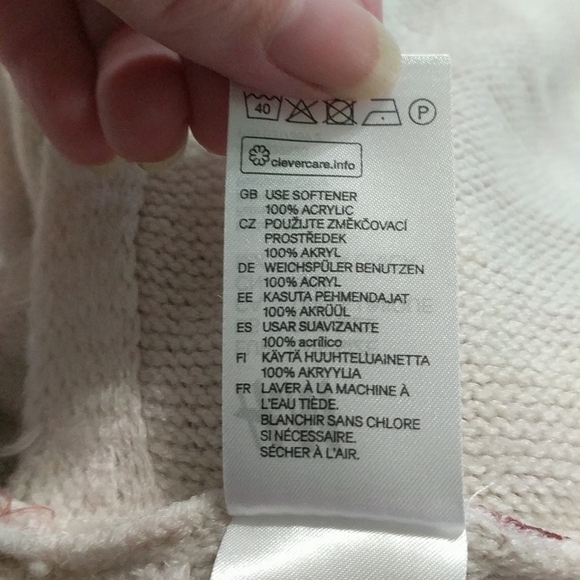 40
P
clevercare.info
GB USE SOFTENER
100% ACRYLIC
CZ POUŽIJTE ZMĚKČOVACÍ
PROSTŘEDEK
100% AKRYL
DE WEICHSPÜLER BENUTZEN
100% ACRYL
EE KASUTA PEHMENDAJAT
100% AKRÜÜL
ES USAR SUAVIZANTE
100% acrílico
FI KÄYTÄ HUUHTELUAINETTA
100% AKRYYLIA
FR LAVER À LA MACHINE À
L'EAU TIÈDE.
BLANCHIR SANS CHLORE
SI NÉCESSAIRE.
SÉCHER À L'AIR.